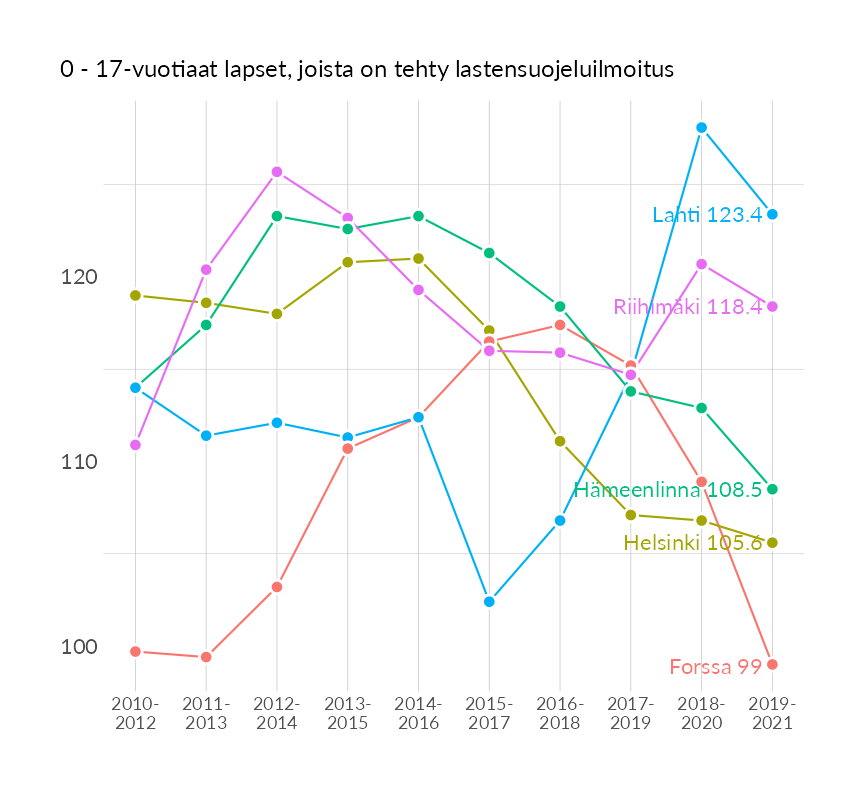 0 - 17-vuotiaat lapset, joista on tehty lastensuojeluilmoitus
Lahti 123.4
120
Riihimäki 118.4
110
Hämeenlinna 108.5
Helsinki 105.6
100
Forssa 99
2010- 2011- 2012- 2013- 2014- 2015- 2016- 2017- 2018- 2019-
2012 2013 2014 2015 2016 2017 2018 2019 2020 2021